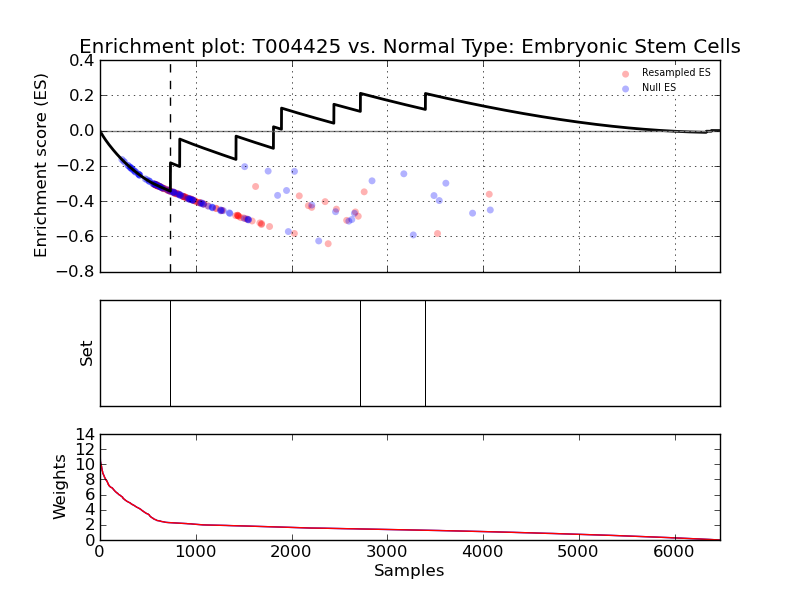 Enrichment plot: T004425 vs. Normal Type: Embryonic Stem Cells
Enrichment score (ES)
0.4
0.2
0.0
−0.2
−0.4
−0.6
−0.8
Resampled ES
Null ES
Set
Weights
14
12
10
8
6
4
2
0
0 1000 2000 3000 4000 5000 6000
Samples